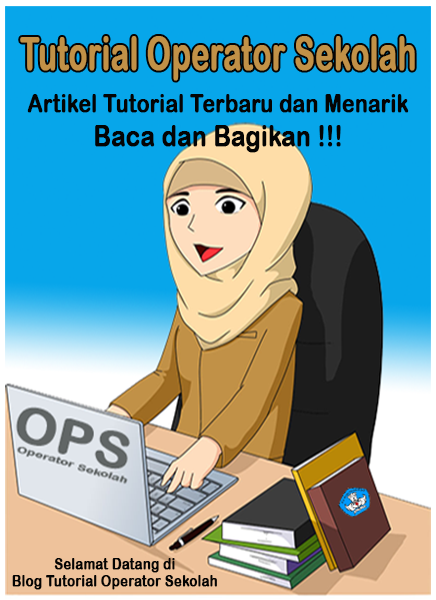 Tutorial Operator Sekolah
Artikel Tutorial Terbaru dan Menarik
Baca dan Bagikan !!!
OPS
Operator Sekolah
Selamat Datang di
Blog Tutorial Operator Sekolah